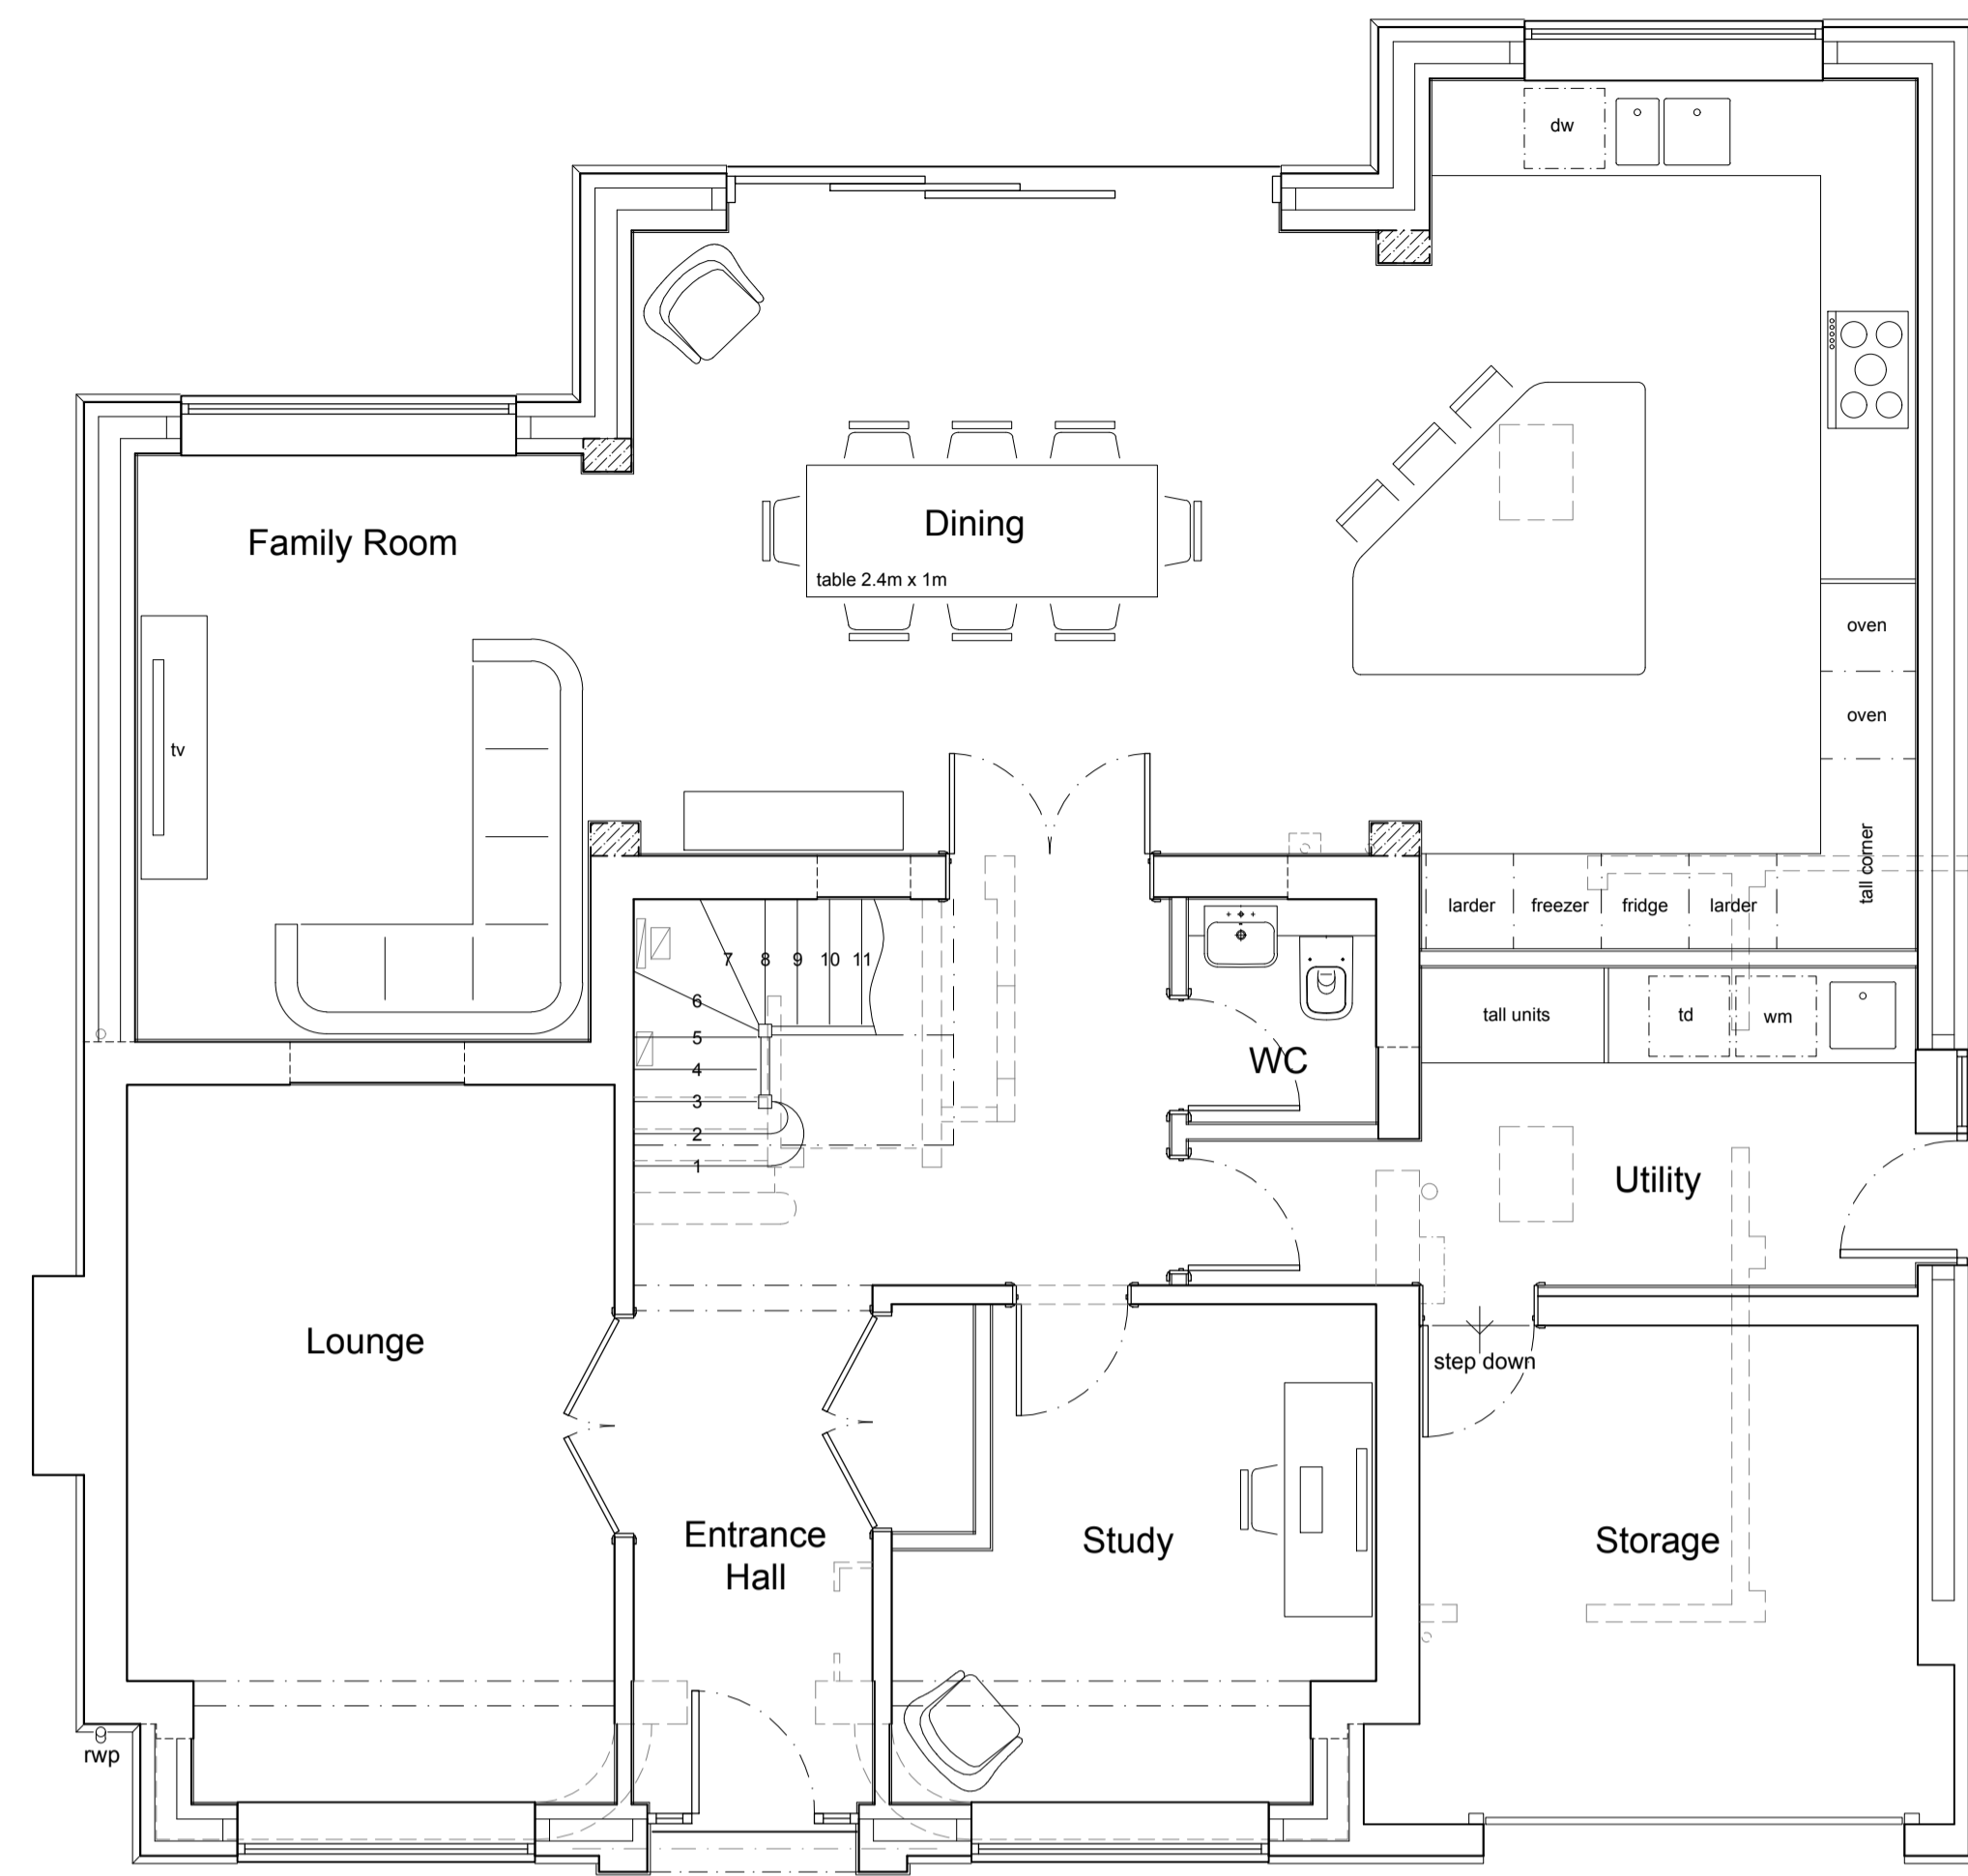 dw
Family Room
Dining
table 2.4m x 1m
oven
oven
tv
tall corner
larder
freezer
fridge
larder
7
8
9
10
11
6
5
4
3
2
1
WC
tall units
td
wm
Utility
Lounge
step down
Entrance
Hall
Study
Storage
rwp